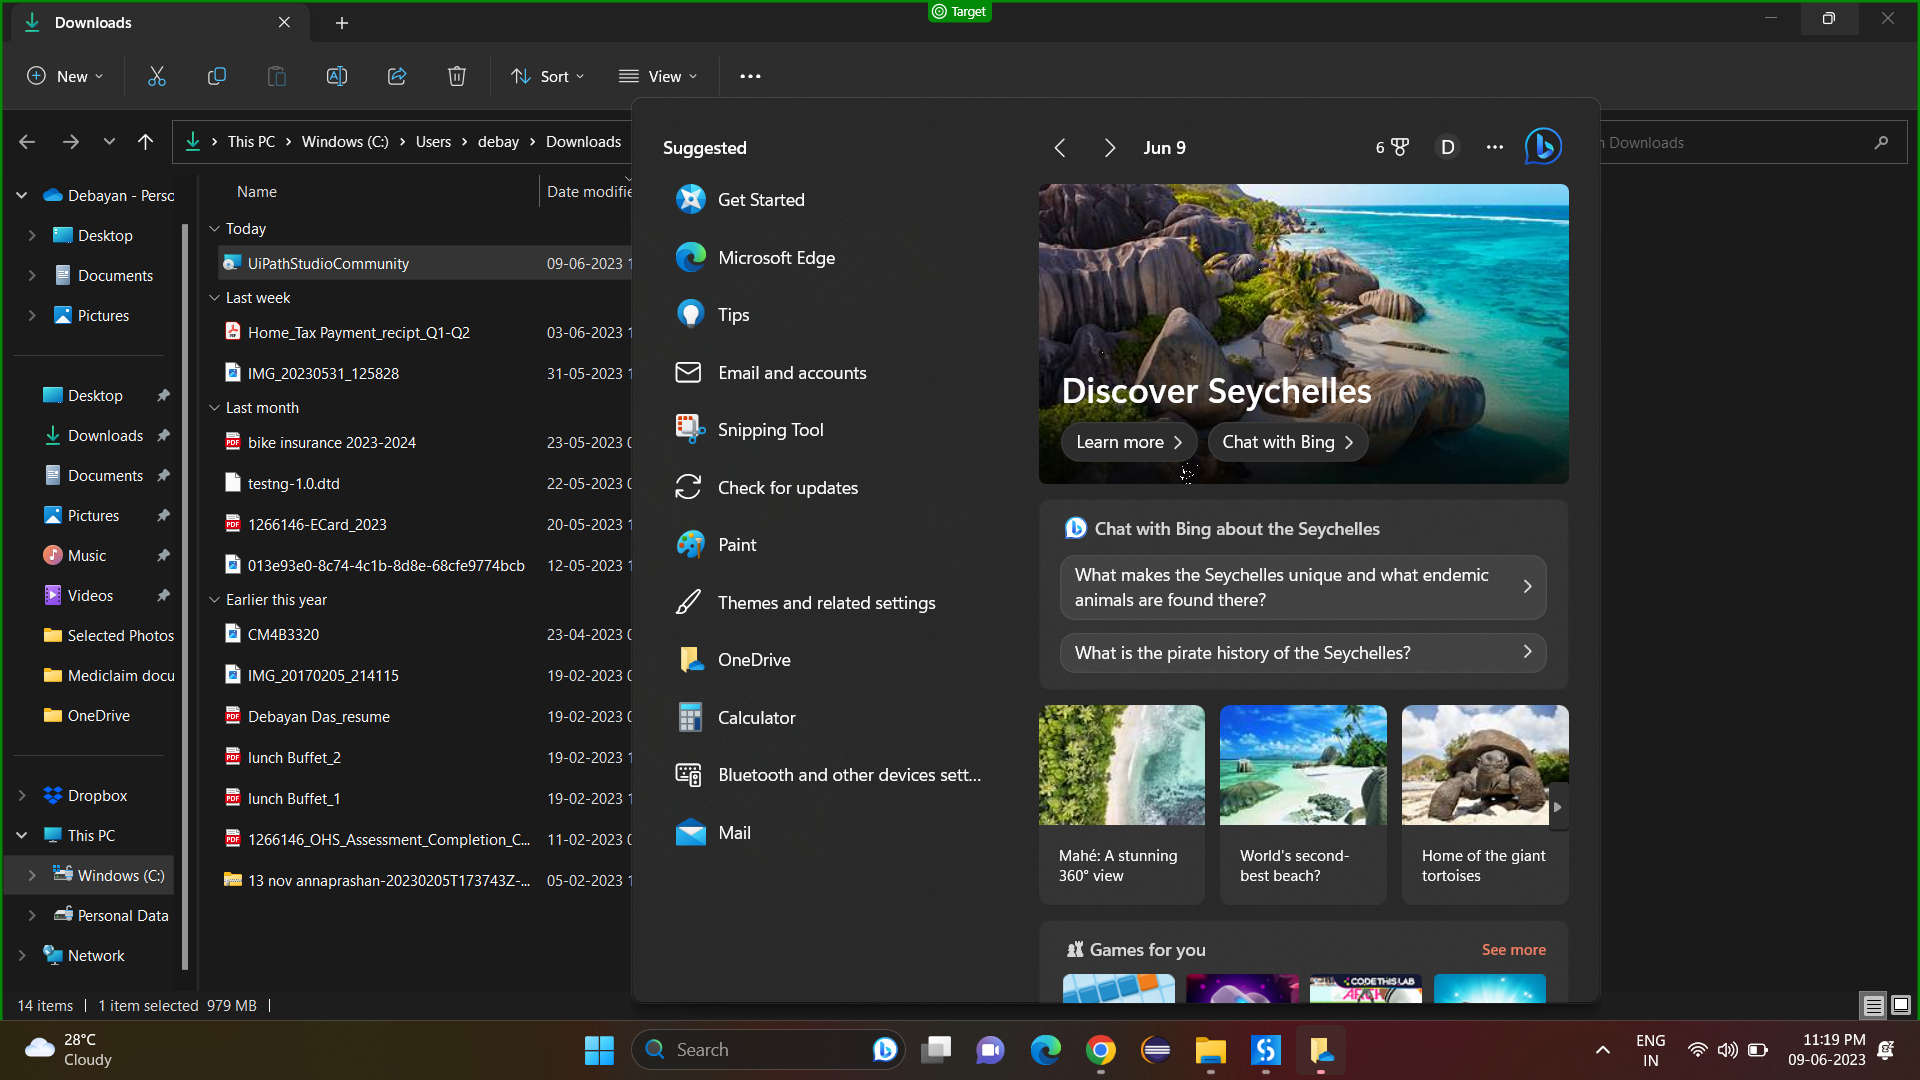 Downloads
Target
New
Sort
View
This PC
Windows (C:)
Users
debay
Downloads
Downloads
Debayan - Perso
Desktop
Documents
Pictures
Desktop
Downloads
Documents
Pictures
Music
Videos
Selected Photos
Mediclaim docu
OneDrive
Dropbox
This PC
Windows (C:)
Personal Data
Network
Name
Date modifie
Today
UiPathStudioCommunity 09-06-2023 1
Last week
Home_Tax Payment_recipt_Q1-Q2 03-06-2023 1
IMG_20230531_125828 31-05-2023 1
Last month
bike insurance 2023-2024 23-05-2023 0
testng-1.0.dtd 22-05-2023 0
1266146-ECard_2023 20-05-2023 1
013e93e0-8c74-4c1b-8d8e-68cfe9774bcb 12-05-2023 1
Earlier this year
CM4B3320 23-04-2023 0
IMG_20170205_214115 19-02-2023 0
Debayan Das_resume 19-02-2023 0
lunch Buffet_2 19-02-2023 1
lunch Buffet_1 19-02-2023 1
1266146_OHS_Assessment_Completion_C... 11-02-2023 0
13 nov annaprashan-20230205T173743Z-... 05-02-2023 1
14 items
1 item selected 979 MB
Suggested
Get Started
Microsoft Edge
Tips
Email and accounts
Snipping Tool
Check for updates
Paint
Themes and related settings
OneDrive
Calculator
Bluetooth and other devices sett...
Mail
Jun 9
6
D
Discover Seychelles
Learn more
Chat with Bing
Chat with Bing about the Seychelles
What makes the Seychelles unique and what endemic
animals are found there?
What is the pirate history of the Seychelles?
Mahé: A stunning
360° view
World's second-
best beach?
Home of the giant
tortoises
Games for you
See more
CODETHISLAB
28°C
Cloudy
Search
ENG
IN
11:19 PM
09-06-2023